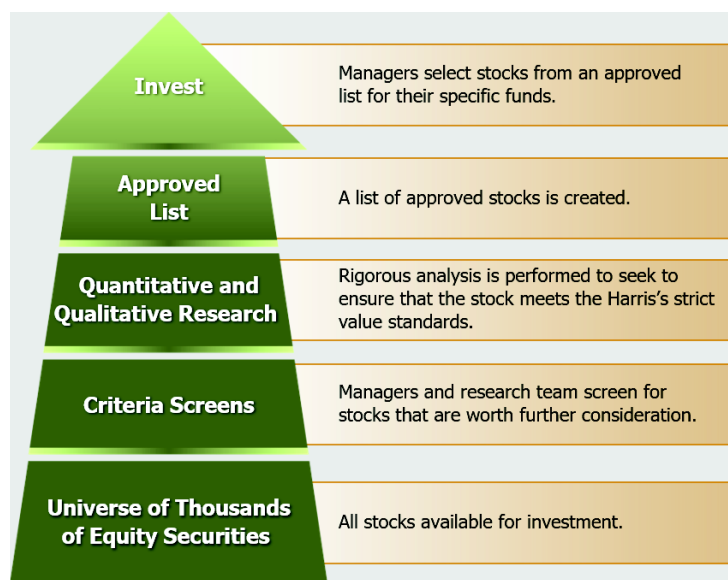 Invest
Managers select stocks from an approved
list for their specific funds.
Approved
List
A list of approved stocks is created.
Quantitative and
Qualitative Research
Rigorous analysis is performed to seek to
ensure that the stock meets the Harris's strict
value standards.
Criteria Screens
Managers and research team screen for
stocks that are worth further consideration.
Universe of Thousands
of Equity Securities
All stocks available for investment.